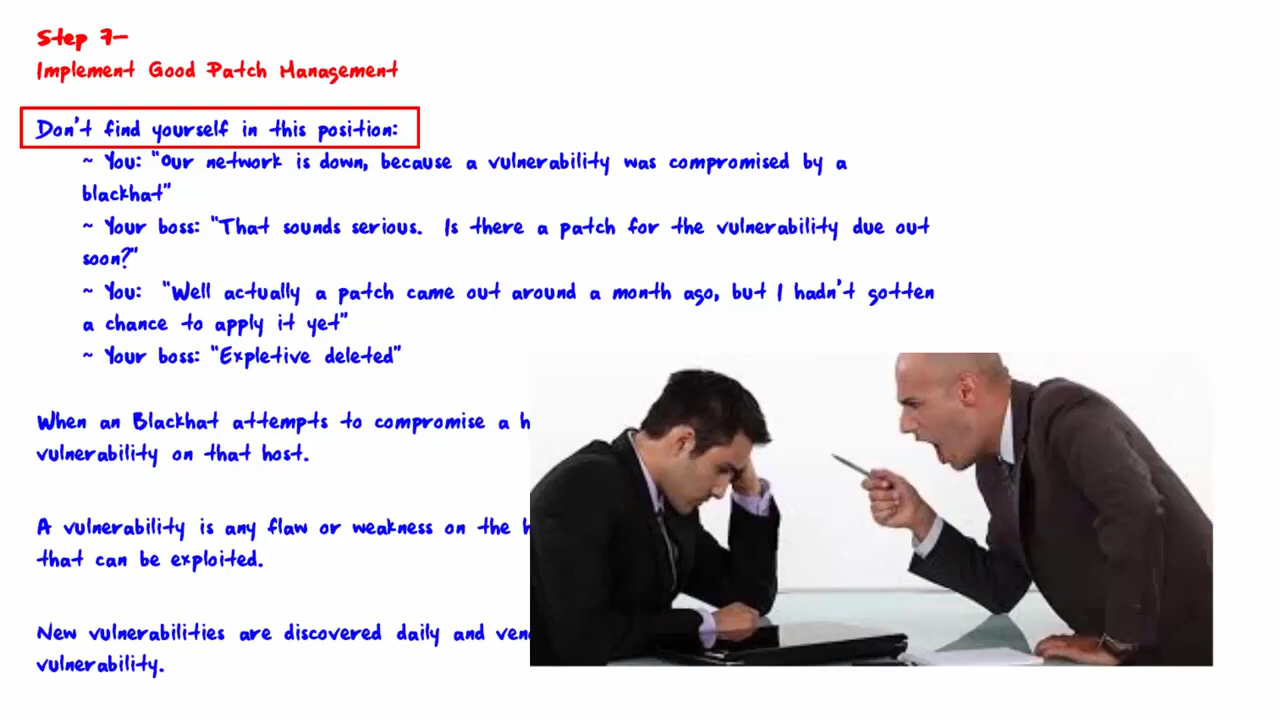 Step 7-
Implement Good Patch Management
Don't find yourself in this position:
~ You: "Our network is down, because a vulnerability was compromised by a
blackhat"
~ Your boss: "That sounds serious. Is there a patch for the vulnerability due out
soon?"
~ You: "Well actually a patch came out around a month ago, but I hadn't gotten
a chance to apply it yet"
~ Your boss: "Expletive deleted"
When an Blackhat attempts to compromise a
vulnerability on that host.
A vulnerability is any flaw or weakness on the
that can be exploited.
New vulnerabilities are discovered daily and
vulnerability.